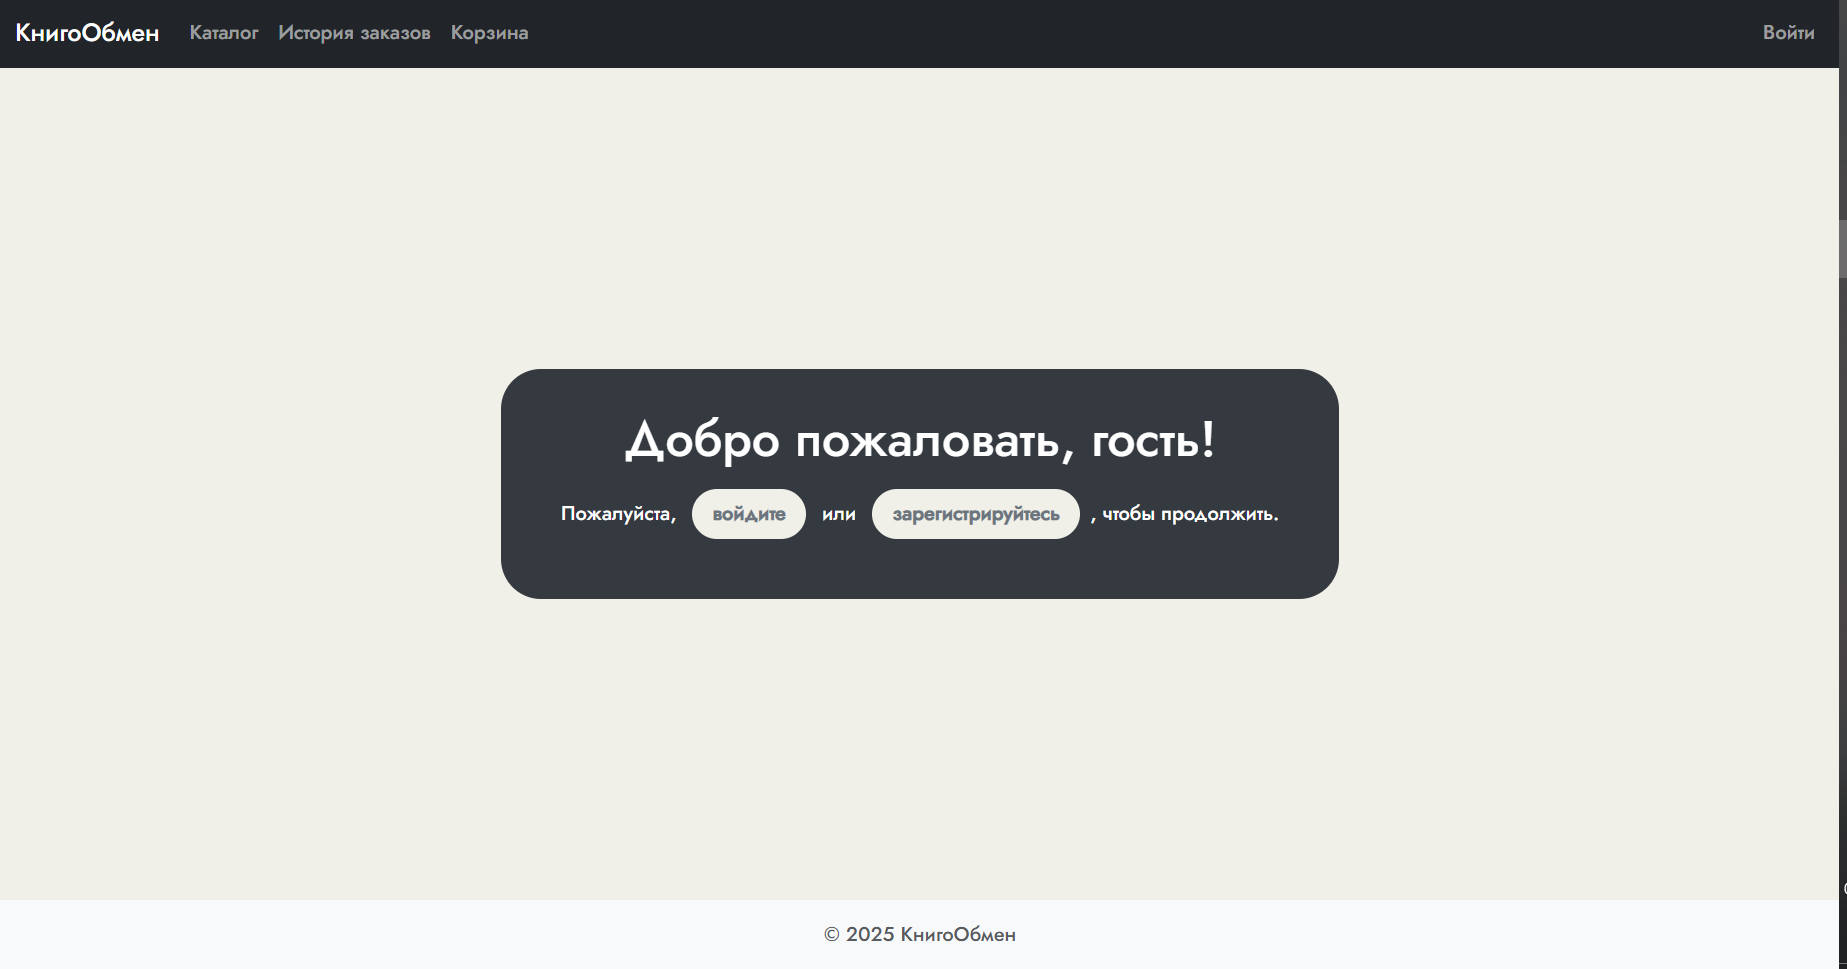 КнигоОбмен Каталог История заказов Корзина Войти
Добро пожаловать, гость!
Пожалуйста, войдите или зарегистрируйтесь , чтобы продолжить.
© 2025 КнигоОбмен